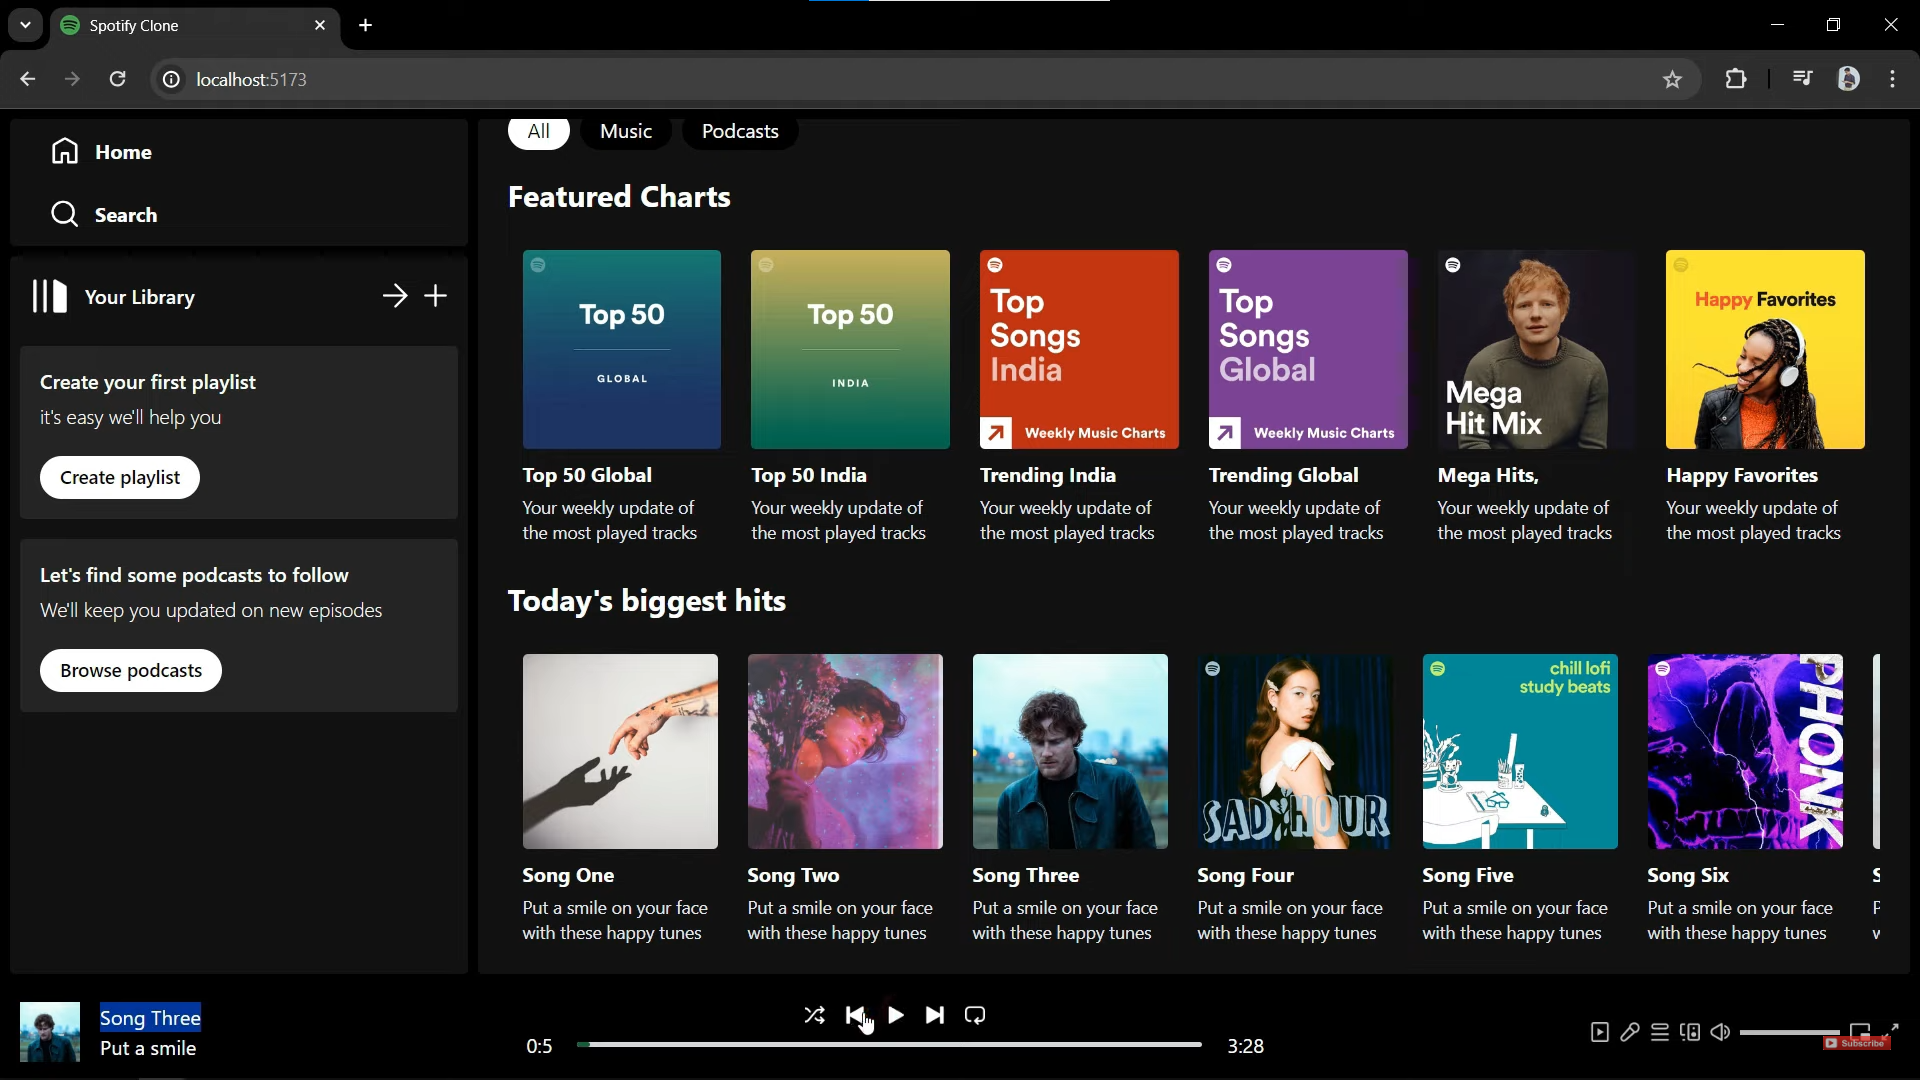 Spotify Clone
localhost:5173
Home
Search
Your Library
Create your first playlist
it's easy we'll help you
Create playlist
Let's find some podcasts to follow
We'll keep you updated on new episodes
Browse podcasts
All
Music
Podcasts
Featured Charts
Top 50
GLOBAL
Top 50
INDIA
Top
Songs
India
Weekly Music Charts
Top
Songs
Global
Weekly Music Charts
Mega
Hit Mix
Happy Favorites
Top 50 Global
Your weekly update of
the most played tracks
Top 50 India
Your weekly update of
the most played tracks
Trending India
Your weekly update of
the most played tracks
Trending Global
Your weekly update of
the most played tracks
Mega Hits,
Your weekly update of
the most played tracks
Happy Favorites
Your weekly update of
the most played tracks
Today's biggest hits
SAD HOUR
chill lofi
study beats
PHONK
Song One
Put a smile on your face
with these happy tunes
Song Two
Put a smile on your face
with these happy tunes
Song Three
Put a smile on your face
with these happy tunes
Song Four
Put a smile on your face
with these happy tunes
Song Five
Put a smile on your face
with these happy tunes
Song Six
Put a smile on your face
with these happy tunes
Song Three
Put a smile
0:5
3:28
Subscribe